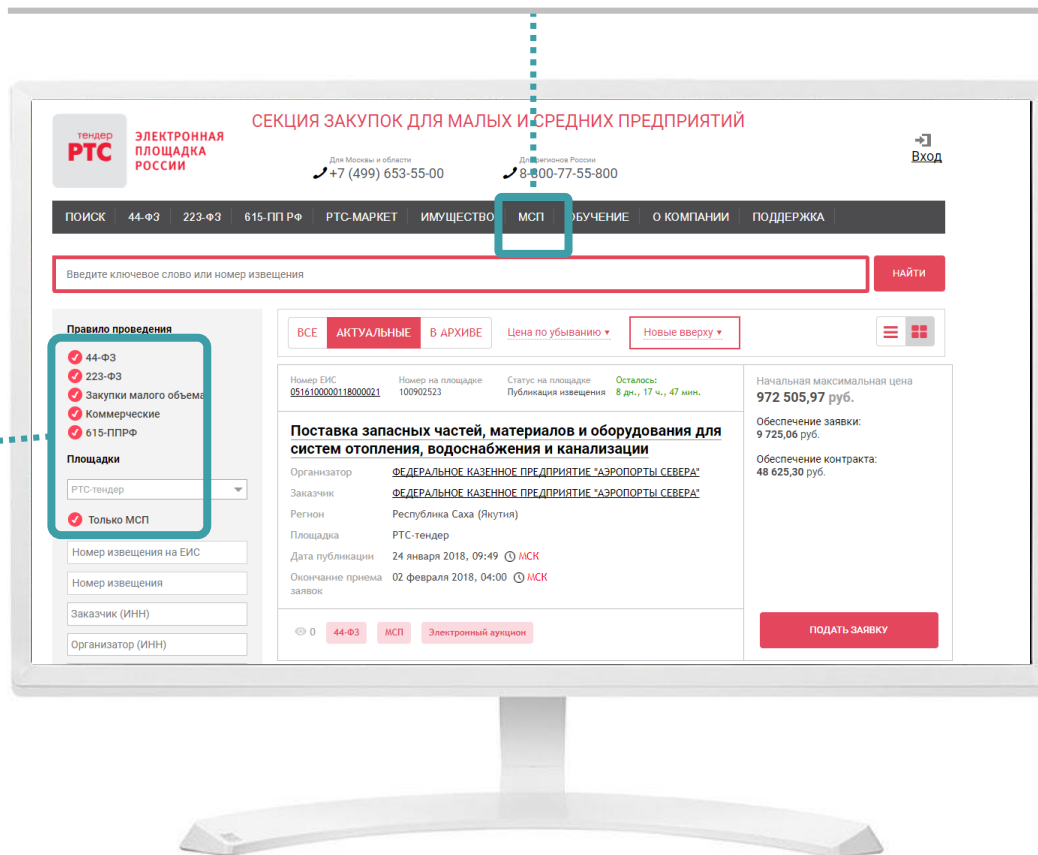 СЕКЦИЯ ЗАКУПОК ДЛЯ МАЛЫХ И СРЕДНИХ ПРЕДПРИЯТИЙ
тендер
РТС
ЭЛЕКТРОННАЯ
ПЛОЩАДКА
РОССИИ
Для Москвы и области
+7 (499) 653-55-00
Для регионов России
8-800-77-55-800
Вход
ПОИСК 44-ФЗ 223-ФЗ 615-ПП РФ РТС-МАРКЕТ ИМУЩЕСТВО МСП ОБУЧЕНИЕ О КОМПАНИИ ПОДДЕРЖКА
Введите ключевое слово или номер извещения
НАЙТИ
Правило проведения
44-ФЗ
223-ФЗ
Закупки малого объема
Коммерческие
615-ППРФ
Площадки
РТС-тендер
Только МСП
Номер извещения на ЕИС
Номер извещения
Заказчик (ИНН)
Организатор (ИНН)
ВСЕ АКТУАЛЬНЫЕ В АРХИВЕ Цена по убыванию Новые вверху
Номер ЕИС Номер на площадке Статус на площадке Осталось:
0516100000118000021 100902523 Публикация извещения 8 дн., 17 ч., 47 мин.
Поставка запасных частей, материалов и оборудования для
систем отопления, водоснабжения и канализации
Организатор ФЕДЕРАЛЬНОЕ КАЗЕННОЕ ПРЕДПРИЯТИЕ "АЭРОПОРТЫ СЕВЕРА"
Заказчик ФЕДЕРАЛЬНОЕ КАЗЕННОЕ ПРЕДПРИЯТИЕ "АЭРОПОРТЫ СЕВЕРА"
Регион Республика Саха (Якутия)
Площадка РТС-тендер
Дата публикации 24 января 2018, 09:49 МСК
Окончание приема 02 февраля 2018, 04:00 МСК
заявок
0 44-ФЗ МСП Электронный аукцион
Начальная максимальная цена
972 505,97 руб.
Обеспечение заявки:
9 725,06 руб.
Обеспечение контракта:
48 625,30 руб.
ПОДАТЬ ЗАЯВКУ